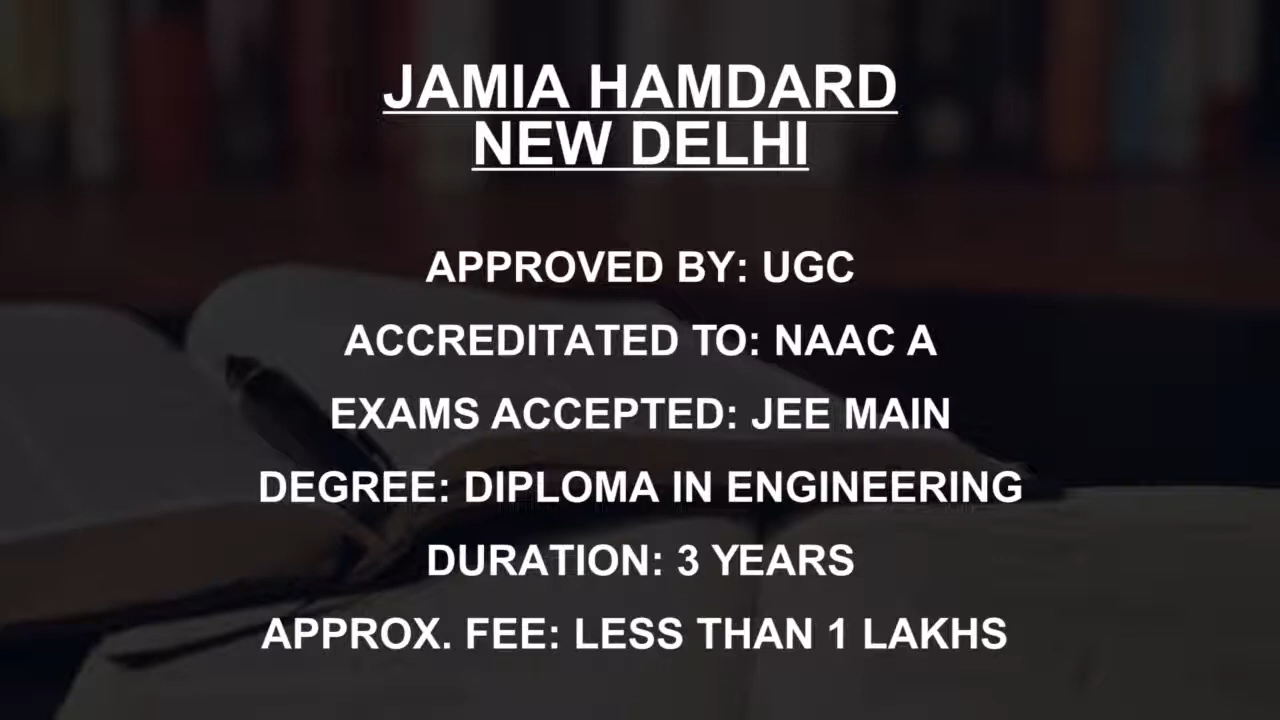 JAMIA HAMDARD
NEW DELHI
APPROVED BY: UGC
ACCREDITATED TO: NAAC A
EXAMS ACCEPTED: JEE MAIN
DEGREE: DIPLOMA IN ENGINEERING
DURATION: 3 YEARS
APPROX. FEE: LESS THAN 1 LAKHS